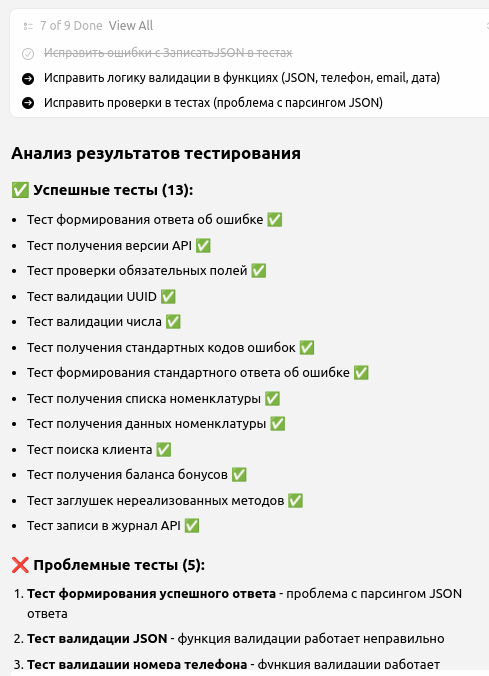 7 of 9 Done View All
Исправить ошибки с ЗаписатьJSON в тестах
Исправить логику валидации в функциях (JSON, телефон, email, дата)
Исправить проверки в тестах (проблема с парсингом JSON)
Анализ результатов тестирования
✅ Успешные тесты (13):
• Тест формирования ответа об ошибке ✅
• Тест получения версии API ✅
• Тест проверки обязательных полей ✅
• Тест валидации UUID ✅
• Тест валидации числа ✅
• Тест получения стандартных кодов ошибок ✅
• Тест формирования стандартного ответа об ошибке ✅
• Тест получения списка номенклатуры ✅
• Тест получения данных номенклатуры ✅
• Тест поиска клиента ✅
• Тест получения баланса бонусов ✅
• Тест заглушек нереализованных методов ✅
• Тест записи в журнал API ✅
❌ Проблемные тесты (5):
1. Тест формирования успешного ответа - проблема с парсингом JSON
ответа
2. Тест валидации JSON - функция валидации работает неправильно
3. Тест валидации номера телефона - функция валидации работает